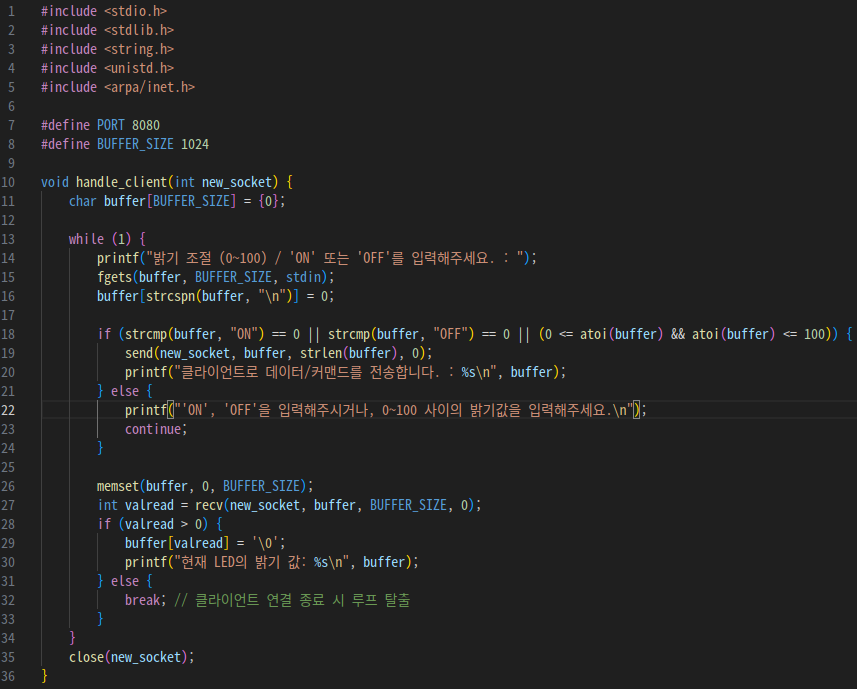 1 #include <stdio.h>
2 #include <stdlib.h>
3 #include <string.h>
4 #include <unistd.h>
5 #include <arpa/inet.h>
6
7 #define PORT 8080
8 #define BUFFER_SIZE 1024
9
10 void handle_client(int new_socket) {
11     char buffer[BUFFER_SIZE] = {0};
12
13     while (1) {
14         printf("밝기 조절 (0~100) / 'ON' 또는 'OFF'를 입력해주세요. : ");
15         fgets(buffer, BUFFER_SIZE, stdin);
16         buffer[strcspn(buffer, "\n")] = 0;
17
18         if (strcmp(buffer, "ON") == 0 || strcmp(buffer, "OFF") == 0 || (0 <= atoi(buffer) && atoi(buffer) <= 100)) {
19             send(new_socket, buffer, strlen(buffer), 0);
20             printf("클라이언트로 데이터/커맨드를 전송합니다. : %s\n", buffer);
21         } else {
22             printf("'ON', 'OFF'을 입력해주시거나, 0~100 사이의 밝기값을 입력해주세요.\n");
23             continue;
24         }
25
26         memset(buffer, 0, BUFFER_SIZE);
27         int valread = recv(new_socket, buffer, BUFFER_SIZE, 0);
28         if (valread > 0) {
29             buffer[valread] = '\0';
30             printf("현재 LED의 밝기 값: %s\n", buffer);
31         } else {
32             break; // 클라이언트 연결 종료 시 루프 탈출
33         }
34     }
35     close(new_socket);
36 }